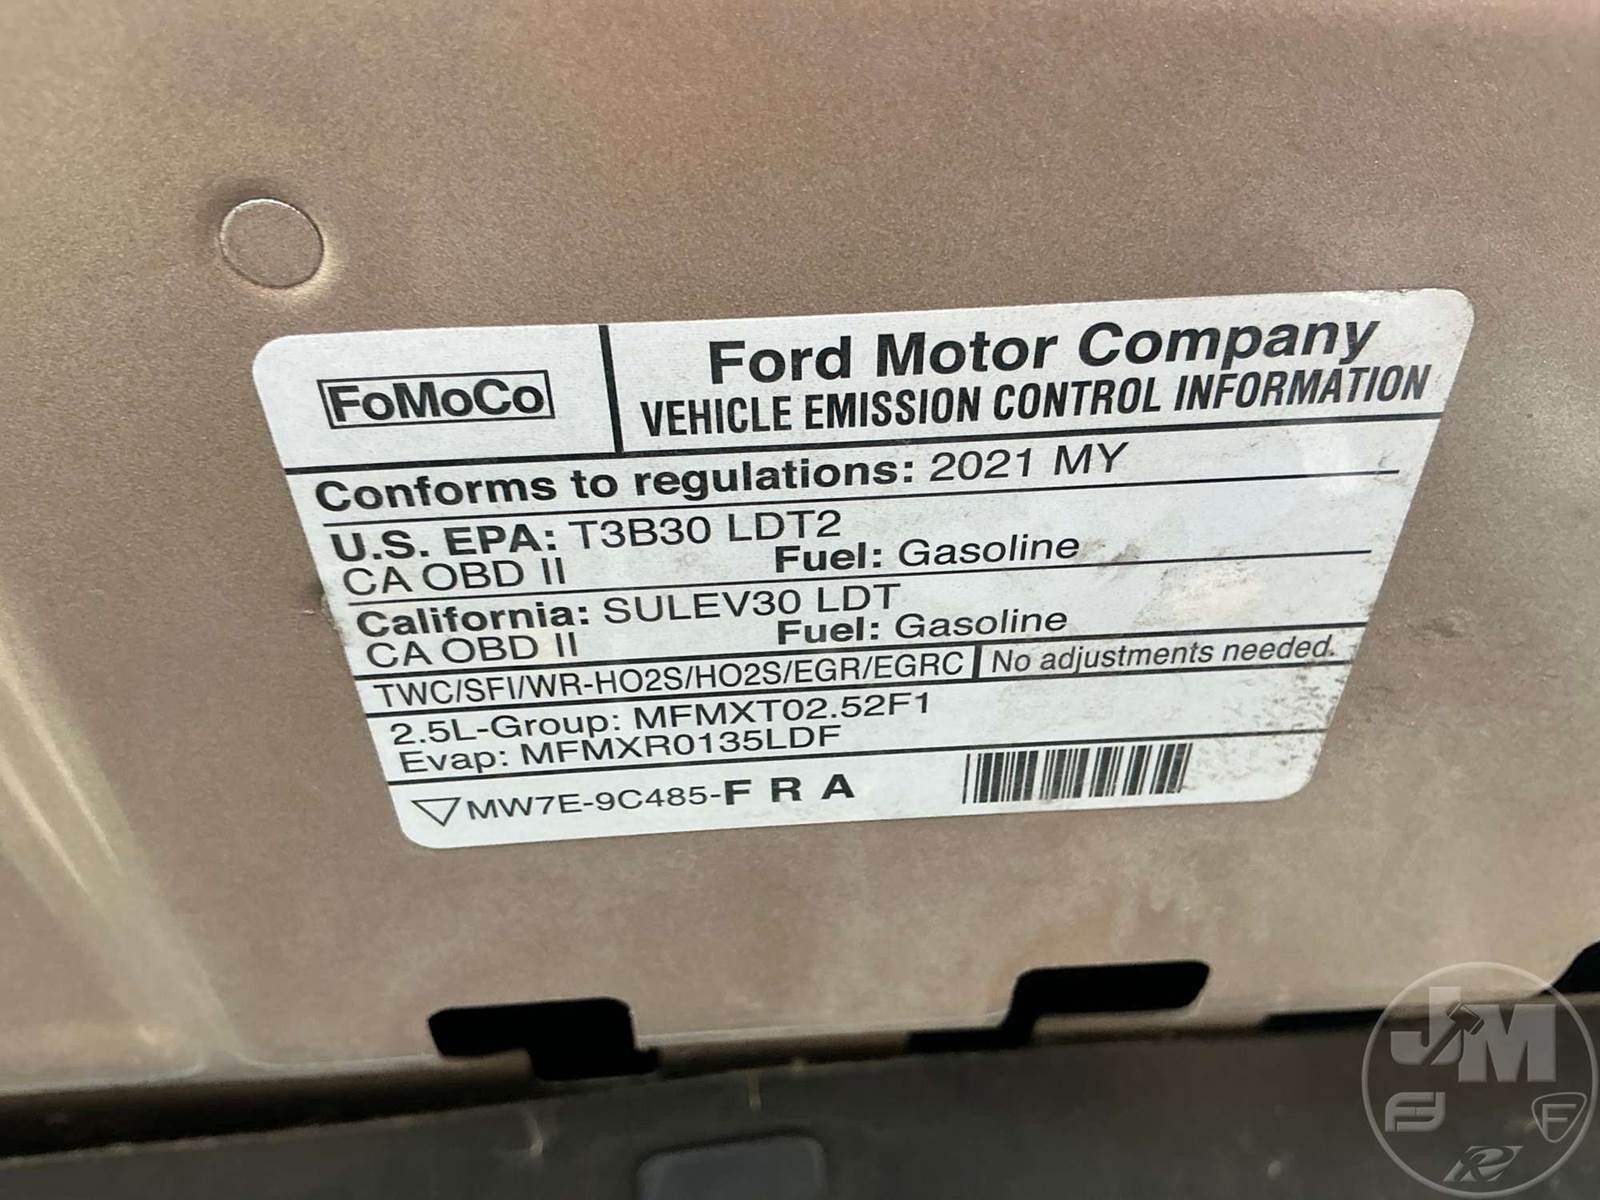 FoMoCo
Ford Motor Company
VEHICLE EMISSION CONTROL INFORMATION
Conforms to regulations: 2021 MY
U.S. EPA: T3B30 LDT2
CA OBD II Fuel: Gasoline
California: SULEV30 LDT
CA OBD II Fuel: Gasoline
TWC/SFI/WR-HO2S/HO2S/EGR/EGRC No adjustments needed.
2.5L-Group: MFMXT02.52F1
Evap: MFMXR0135LDF
MW7E-9C485-F R A
JM